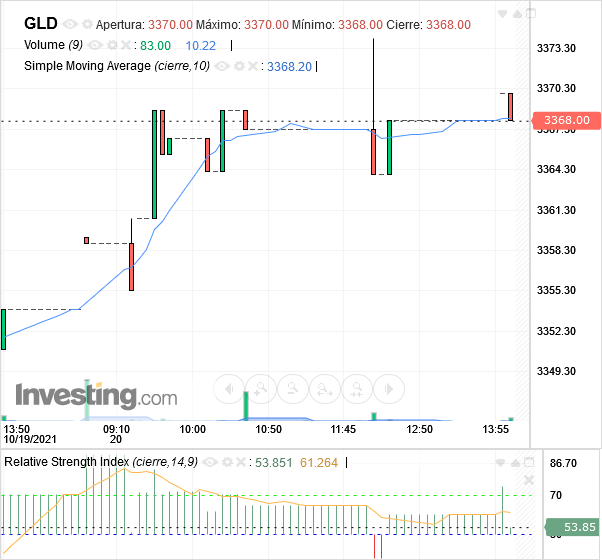 GLD Apertura: 3370.00 Máximo: 3370.00 Mínimo: 3368.00 Cierre: 3368.00
Volume (9) : 83.00 10.22
Simple Moving Average (cierre,10) : 3368.20
3373.30
3370.30
3368.00
3367.30
3364.30
3361.30
3358.30
3355.30
3352.30
3349.30
Investing.com
13:50 09:10 10:00 10:50 11:45 12:50 13:55
10/19/2021 20
Relative Strength Index (cierre,14,9) : 53.851 61.264
86.70
70
53.85